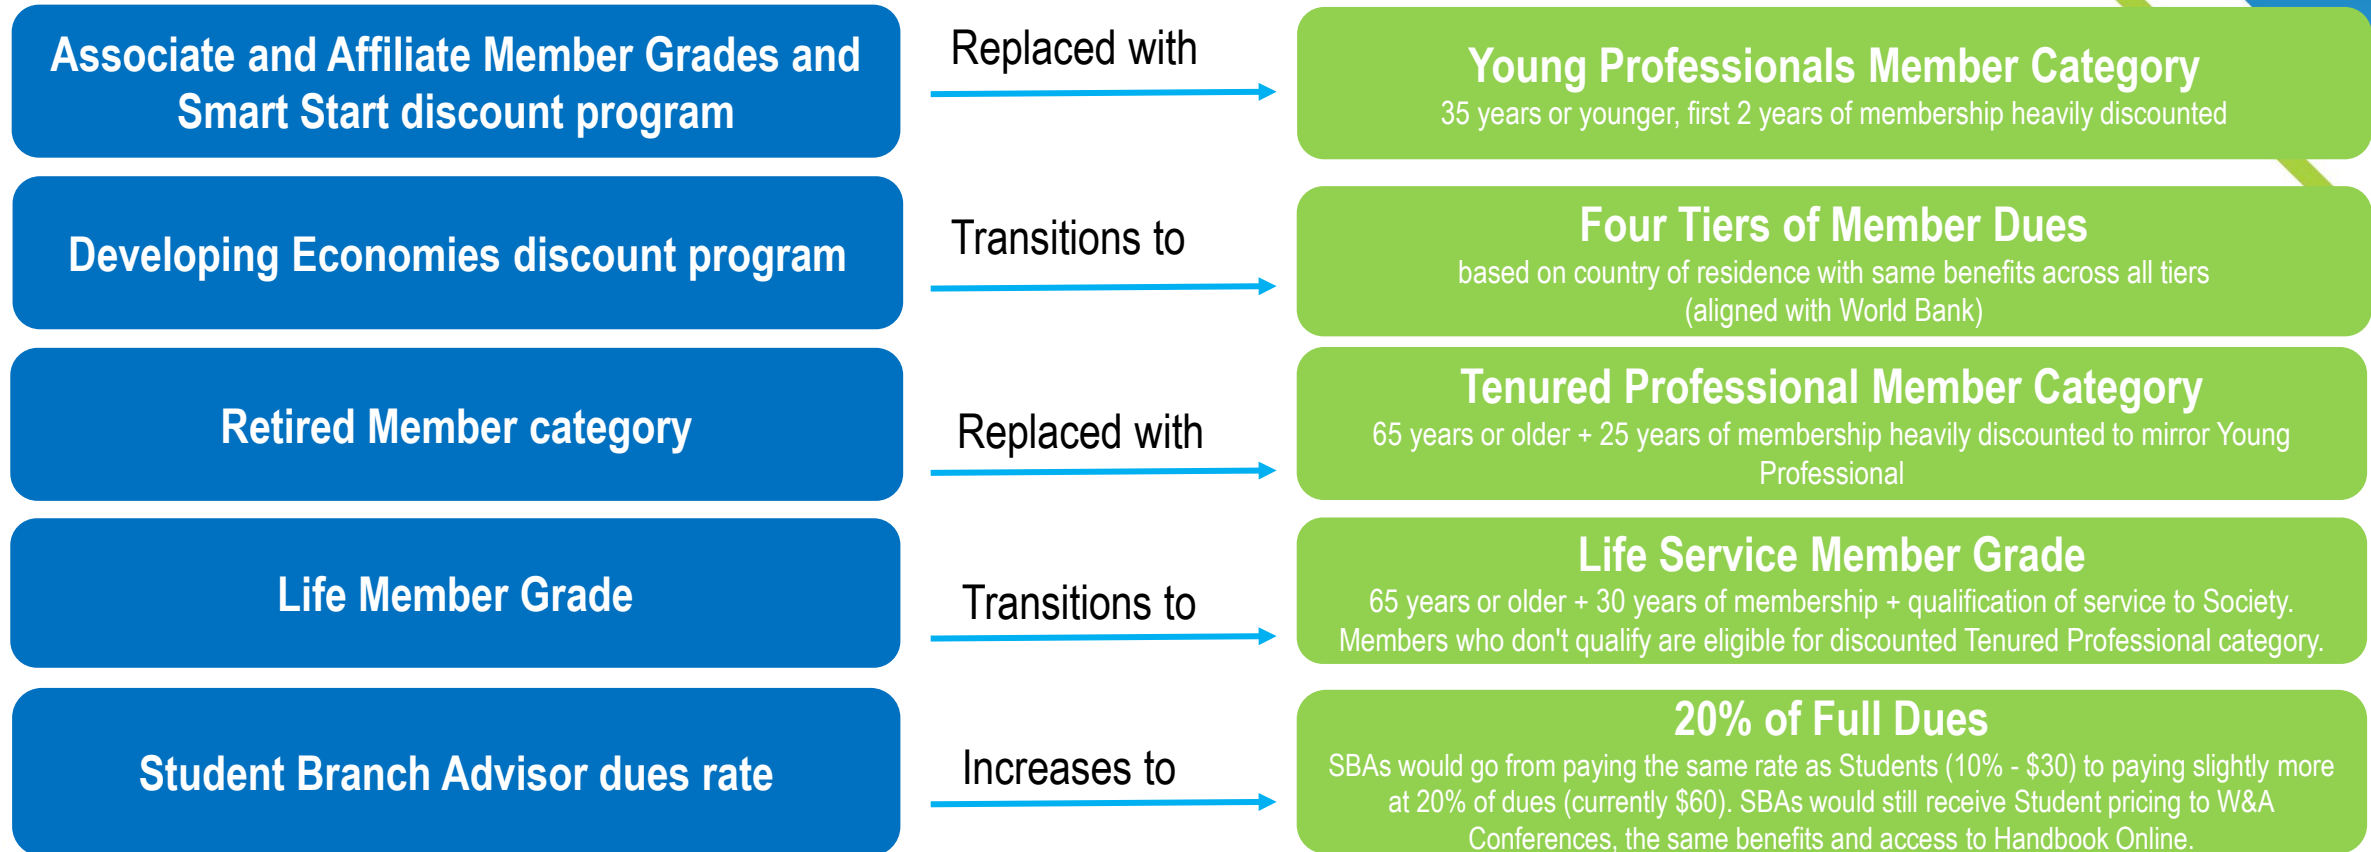 Associate and Affiliate Member Grades and
Smart Start discount program
Replaced with
Young Professionals Member Category
35 years or younger, first 2 years of membership heavily discounted
Developing Economies discount program
Transitions to
Four Tiers of Member Dues
based on country of residence with same benefits across all tiers
(aligned with World Bank)
Retired Member category
Replaced with
Tenured Professional Member Category
65 years or older + 25 years of membership heavily discounted to mirror Young
Professional
Life Member Grade
Transitions to
Life Service Member Grade
65 years or older + 30 years of membership + qualification of service to Society.
Members who don't qualify are eligible for discounted Tenured Professional category.
Student Branch Advisor dues rate
Increases to
20% of Full Dues
SBAs would go from paying the same rate as Students (10% - $30) to paying slightly more
at 20% of dues (currently $60). SBAs would still receive Student pricing to W&A
Conferences, the same benefits and access to Handbook Online.